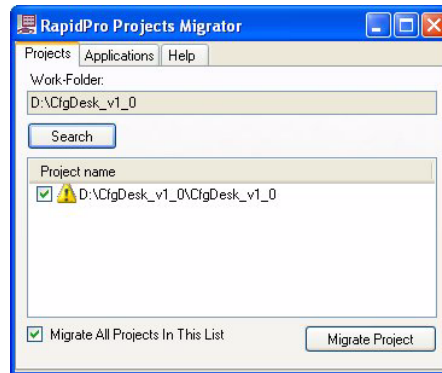 RapidPro Projects Migrator
Projects Applications Help
Work-Folder:
D:\CfgDesk_v1_0
Search
Project name
D:\CfgDesk_v1_0\CfgDesk_v1_0
Migrate All Projects In This List
Migrate Project